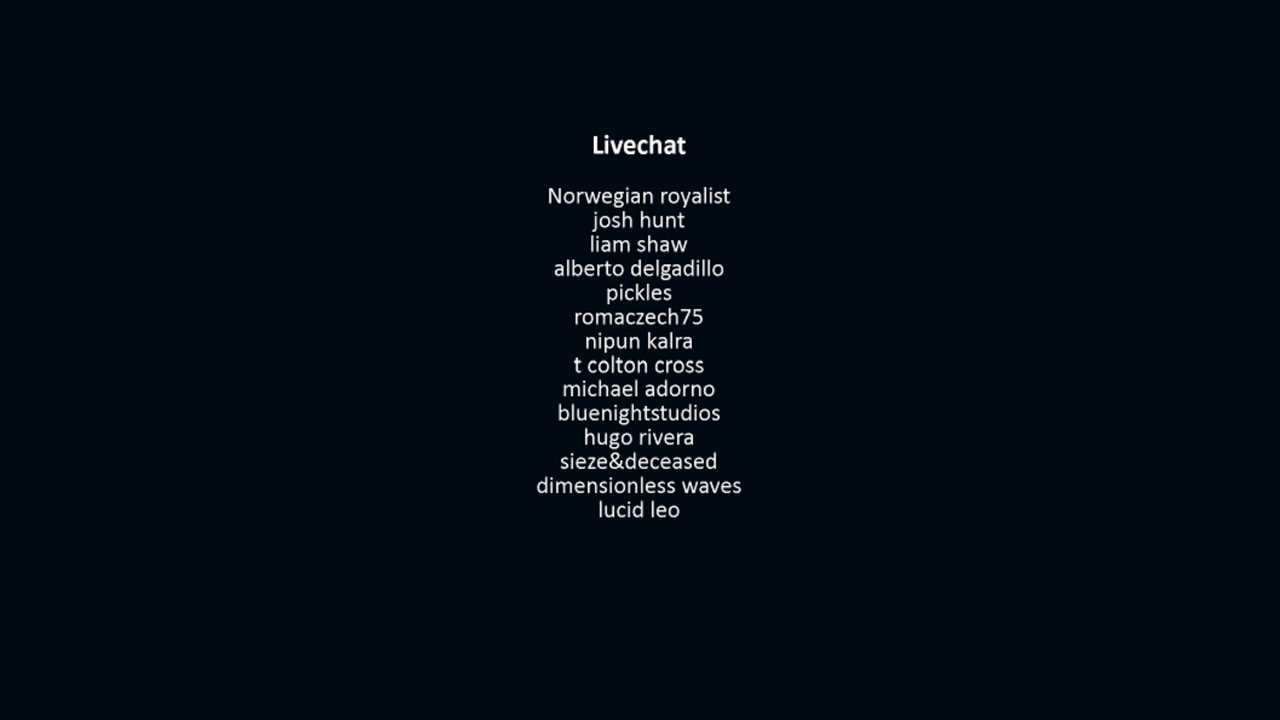 Livechat
Norwegian royalist
josh hunt
liam shaw
alberto delgadillo
pickles
romaczech75
nipun kalra
t colton cross
michael adorno
bluenightstudios
hugo rivera
sieze&deceased
dimensionless waves
lucid leo